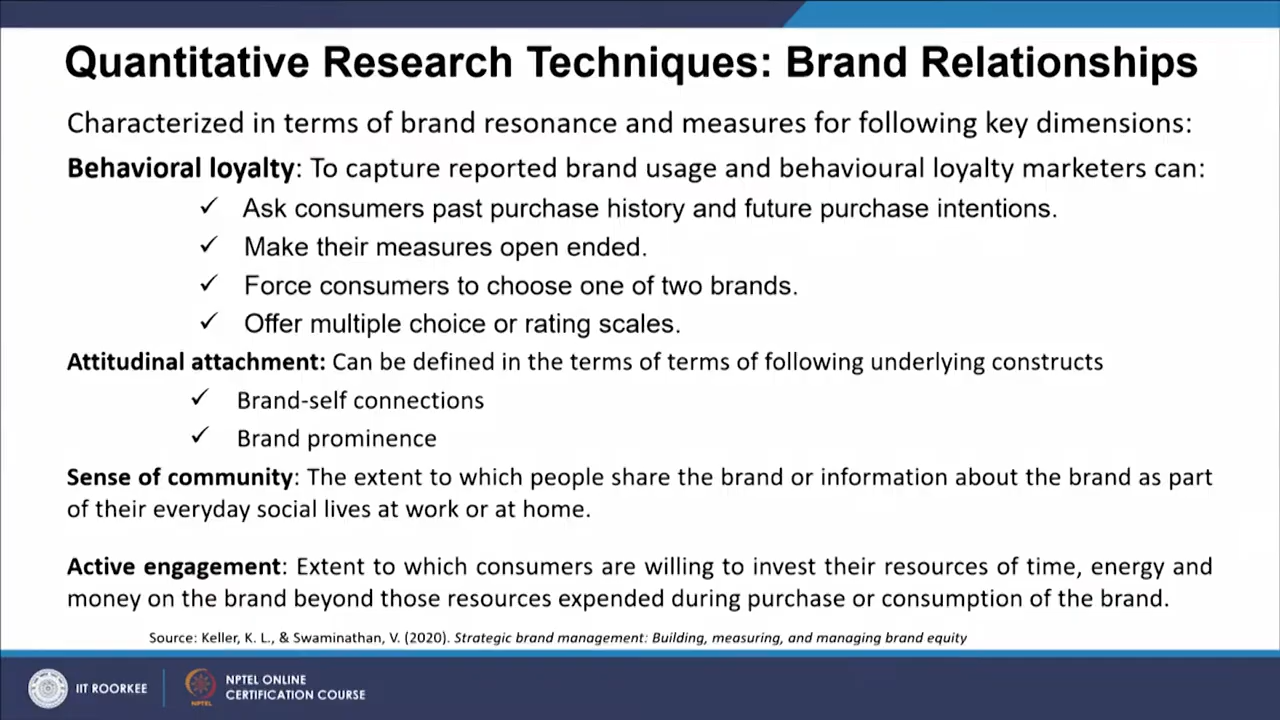 Quantitative Research Techniques: Brand Relationships
Characterized in terms of brand resonance and measures for following key dimensions:
Behavioral loyalty: To capture reported brand usage and behavioural loyalty marketers can:
✓ Ask consumers past purchase history and future purchase intentions.
✓ Make their measures open ended.
✓ Force consumers to choose one of two brands.
✓ Offer multiple choice or rating scales.
Attitudinal attachment: Can be defined in the terms of terms of following underlying constructs
✓ Brand-self connections
✓ Brand prominence
Sense of community: The extent to which people share the brand or information about the brand as part
of their everyday social lives at work or at home.
Active engagement: Extent to which consumers are willing to invest their resources of time, energy and
money on the brand beyond those resources expended during purchase or consumption of the brand.
Source: Keller, K. L., & Swaminathan, V. (2020). Strategic brand management: Building, measuring, and managing brand equity
IIT ROORKEE
NPTEL
NPTEL ONLINE
CERTIFICATION COURSE